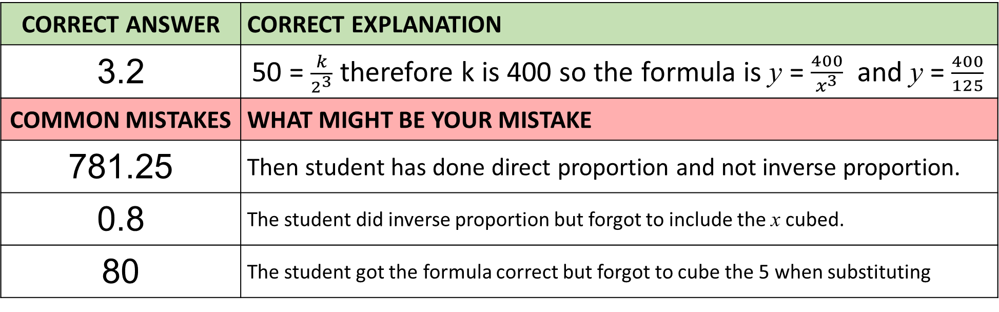 CORRECT ANSWER CORRECT EXPLANATION
3.2 50 = k/2³ therefore k is 400 so the formula is y = 400/x³ and y = 400/125
COMMON MISTAKES WHAT MIGHT BE YOUR MISTAKE
781.25 Then student has done direct proportion and not inverse proportion.
0.8 The student did inverse proportion but forgot to include the x cubed.
80 The student got the formula correct but forgot to cube the 5 when substituting